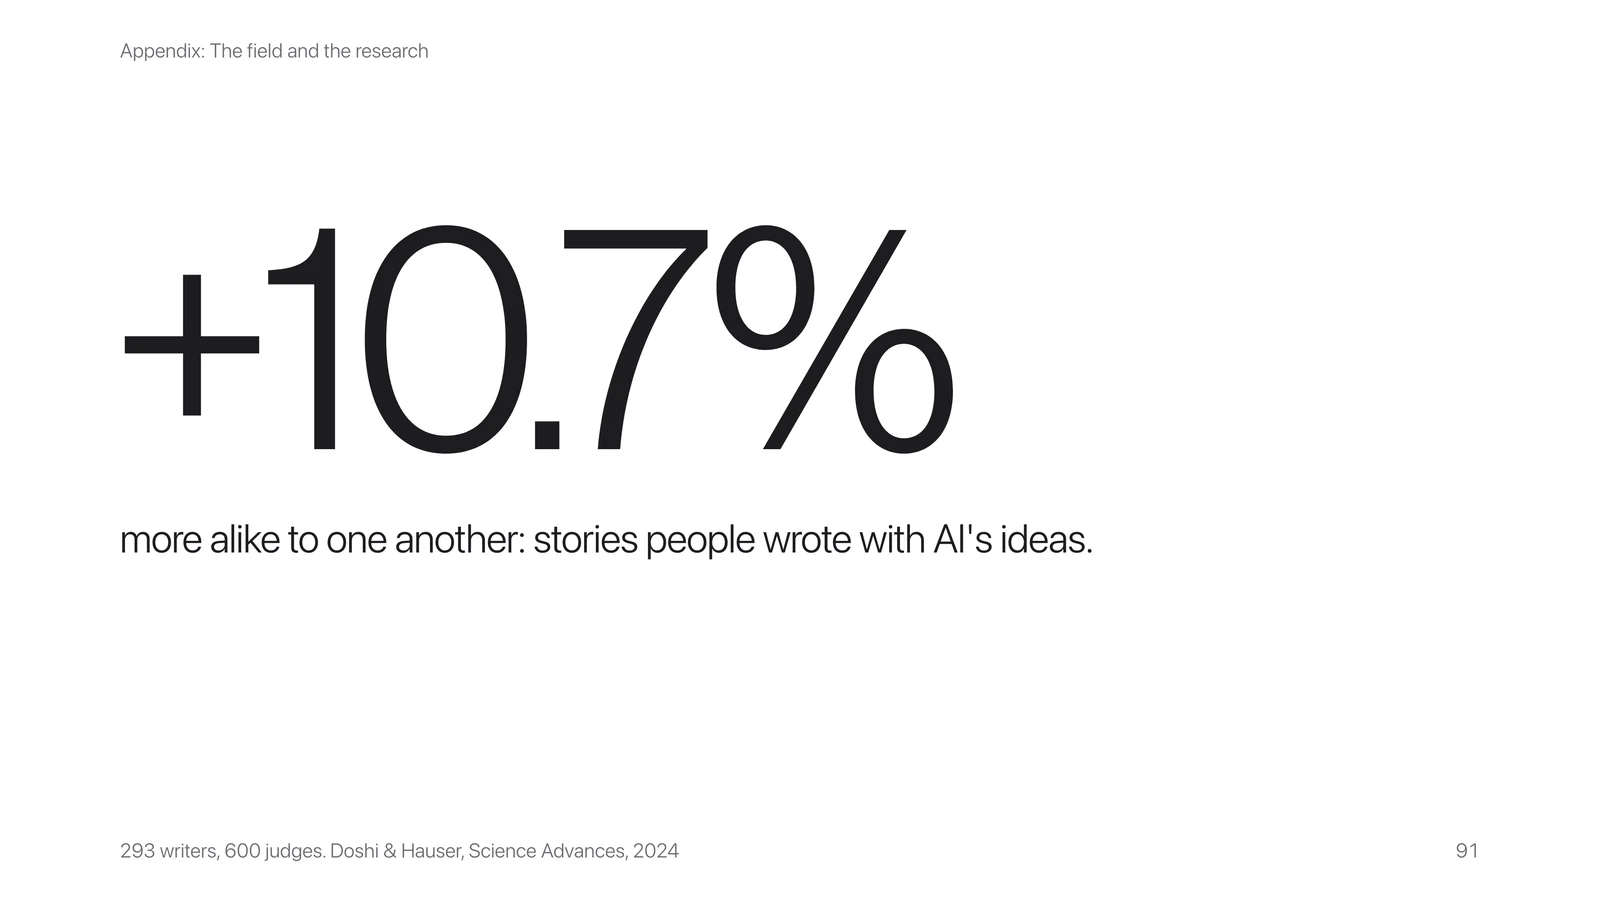 Appendix: The field and the research
+10.7%
more alike to one another: stories people wrote with AI's ideas.
293 writers, 600 judges. Doshi & Hauser, Science Advances, 2024
91